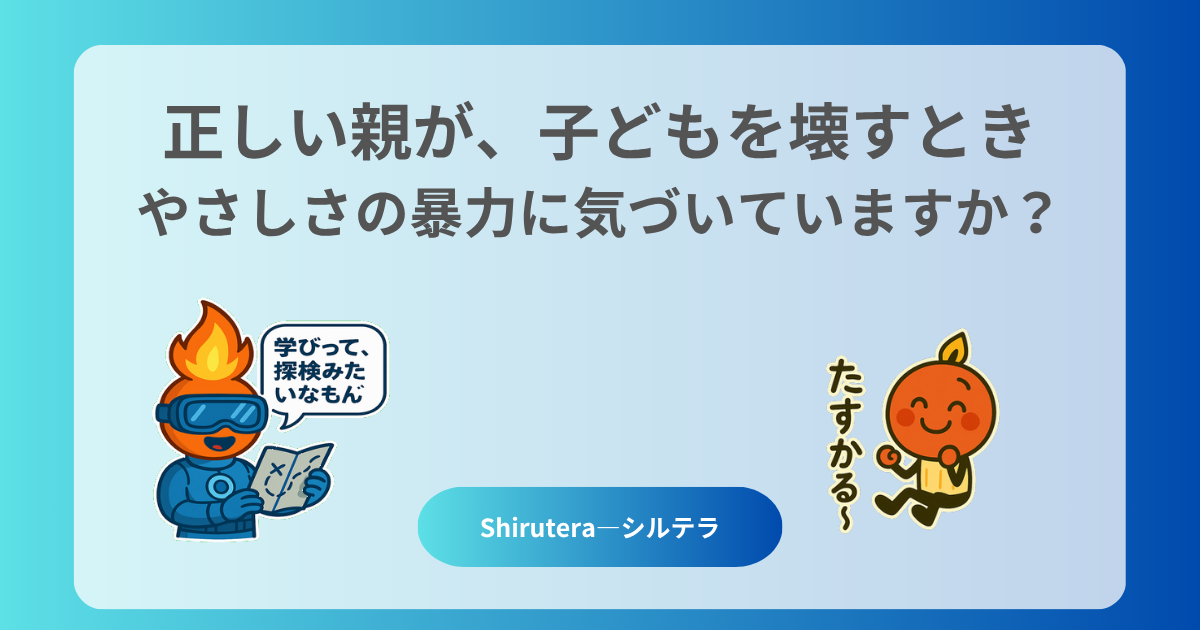 正しい親が、子どもを壊すとき
やさしさの暴力に気づいていますか？
学びって、
探検みた
いなもん
たすかる～
Shirutera―シルテラ